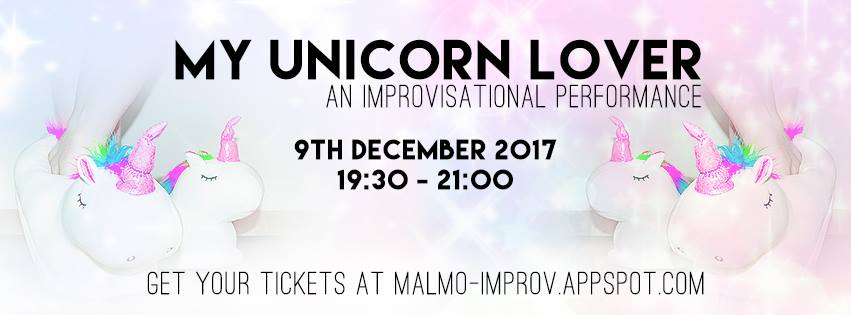 MY UNICORN LOVER
AN IMPROVISATIONAL PERFORMANCE
9TH DECEMBER 2017
19:30 - 21:00
GET YOUR TICKETS AT MALMO-IMPROV.APPSPOT.COM